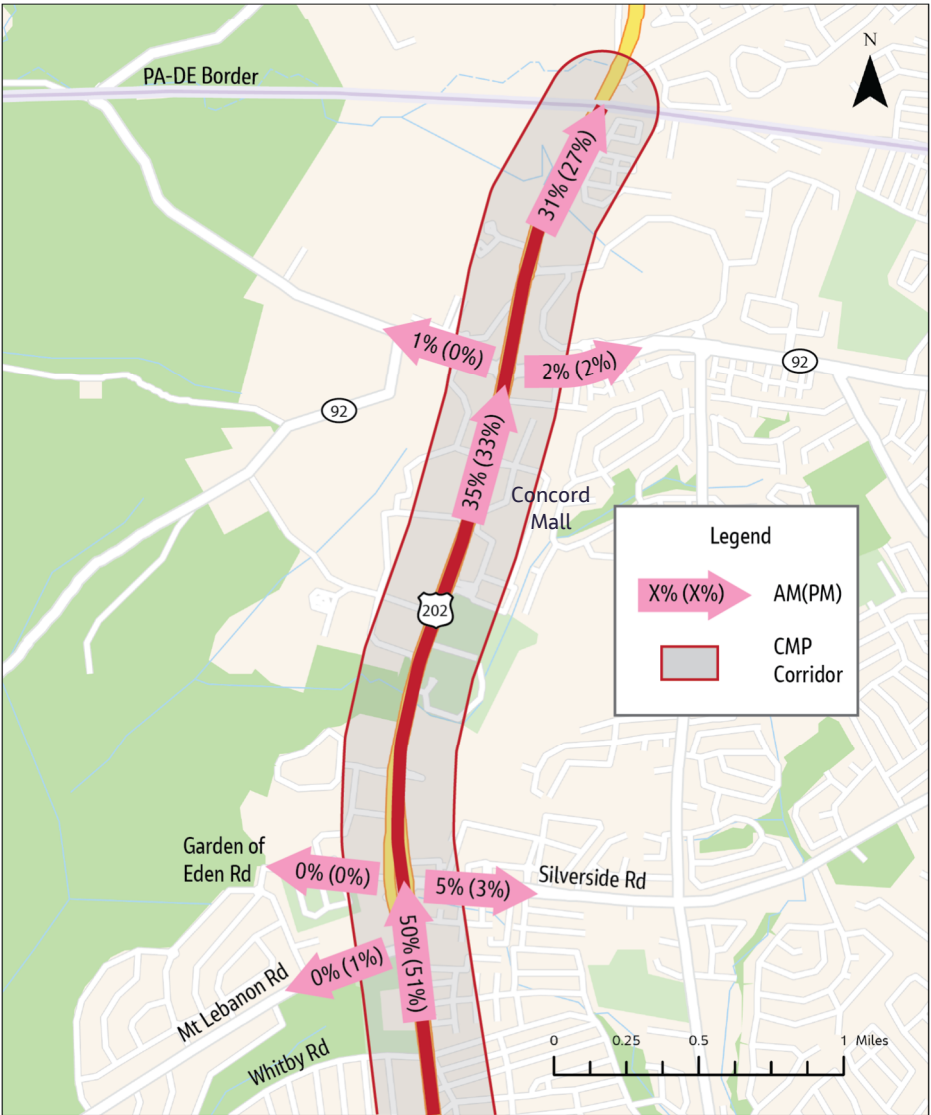 N
PA-DE Border
31% (27%)
1% (0%)
2% (2%)
92
92
35% (33%)
Concord
Mall
Legend
X% (X%)
AM(PM)
CMP
Corridor
202
Garden of
Eden Rd
0% (0%)
5% (3%)
Silverside Rd
50% (51%)
0% (1%)
Mt Lebanon Rd
Whitby Rd
0 0.25 0.5 1 Miles